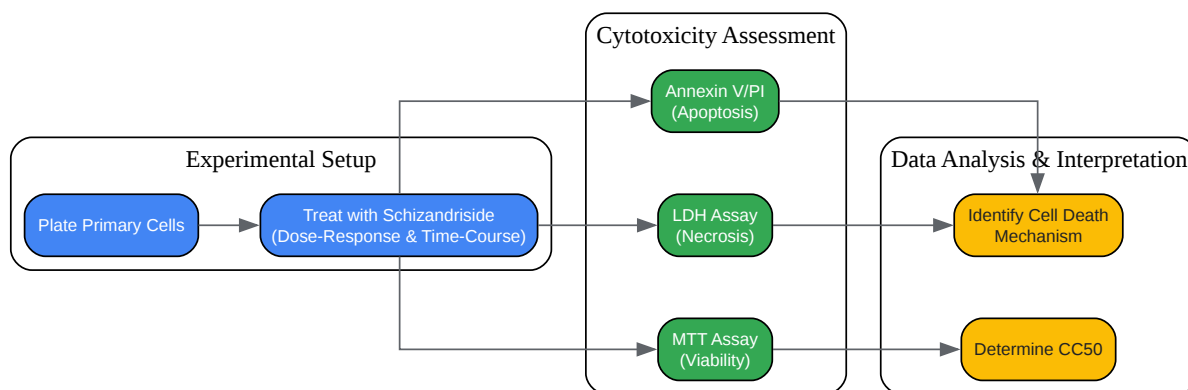 Cytotoxicity Assessment
Annexin V/PI
(Apoptosis)
Experimental Setup
Data Analysis & Interpretation
Plate Primary Cells
Treat with Schizandriside
(Dose-Response & Time-Course)
LDH Assay
(Necrosis)
Identify Cell Death
Mechanism
MTT Assay
(Viability)
Determine CC50